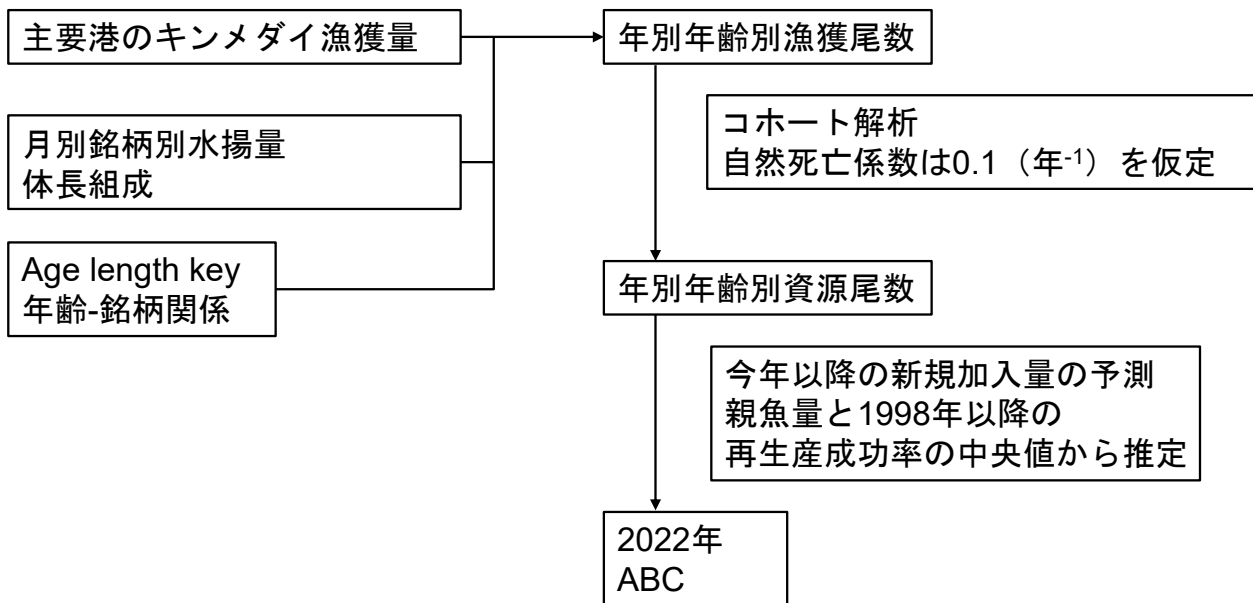 主要港のキンメダイ漁獲量
月別銘柄別水揚量
体長組成
Age length key
年齢-銘柄関係
年別年齢別漁獲尾数
コホート解析
自然死亡係数は0.1（年-1）を仮定
年別年齢別資源尾数
今年以降の新規加入量の予測
親魚量と1998年以降の
再生産成功率の中央値から推定
2022年
ABC